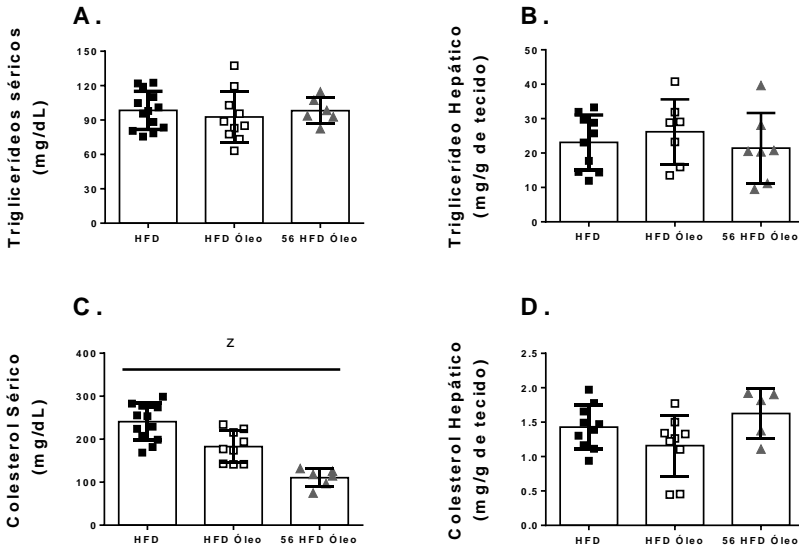 A.
Triglicerídeos séricos
(mg/dL)
150
120
90
60
30
0
HFD
HFD Óleo
56 HFD Óleo
B.
Triglicerídeo Hepático
(mg/g de tecido)
50
40
30
20
10
0
HFD
HFD Óleo
56 HFD Óleo
C.
Colesterol Sérico
(mg/dL)
z
400
300
200
100
0
HFD
HFD Óleo
56 HFD Óleo
D.
Colesterol Hepático
(mg/g de tecido)
2.5
2.0
1.5
1.0
0.5
0.0
HFD
HFD Óleo
56 HFD Óleo